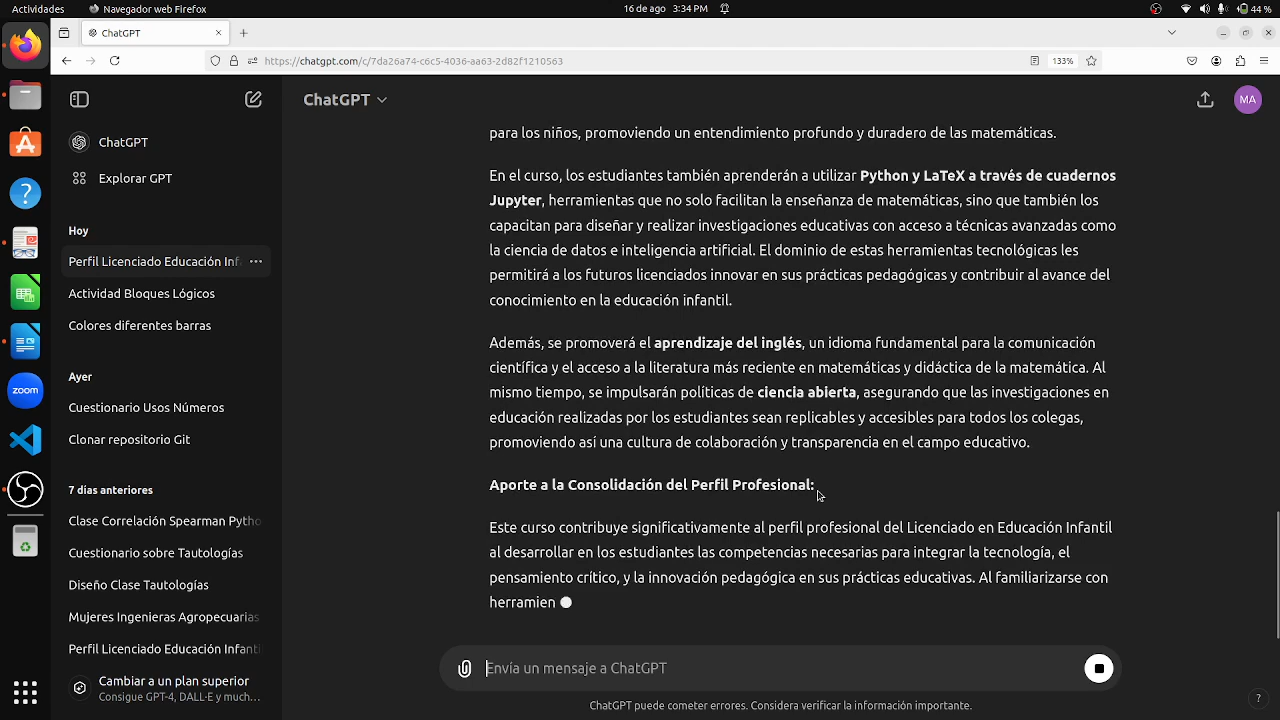 Actividades
Navegador web Firefox
16 de ago 3:34 PM
44 %
ChatGPT
https://chatgpt.com/c/7da26a74-c6c5-4036-aa63-2d82f1210563
133%
ChatGPT
MA
ChatGPT
Explorar GPT
Hoy
Perfil Licenciado Educación Inf
Actividad Bloques Lógicos
Colores diferentes barras
Ayer
Cuestionario Usos Números
Clonar repositorio Git
7 días anteriores
Clase Correlación Spearman Pytho
Cuestionario sobre Tautologías
Diseño Clase Tautologías
Mujeres Ingenieras Agropecuarias
Perfil Licenciado Educación Infanti
Cambiar a un plan superior
Consigue GPT-4, DALL·E y much...
zoom
para los niños, promoviendo un entendimiento profundo y duradero de las matemáticas.
En el curso, los estudiantes también aprenderán a utilizar Python y LaTeX a través de cuadernos
Jupyter, herramientas que no solo facilitan la enseñanza de matemáticas, sino que también los
capacitan para diseñar y realizar investigaciones educativas con acceso a técnicas avanzadas como
la ciencia de datos e inteligencia artificial. El dominio de estas herramientas tecnológicas les
permitirá a los futuros licenciados innovar en sus prácticas pedagógicas y contribuir al avance del
conocimiento en la educación infantil.
Además, se promoverá el aprendizaje del inglés, un idioma fundamental para la comunicación
científica y el acceso a la literatura más reciente en matemáticas y didáctica de la matemática. Al
mismo tiempo, se impulsarán políticas de ciencia abierta, asegurando que las investigaciones en
educación realizadas por los estudiantes sean replicables y accesibles para todos los colegas,
promoviendo así una cultura de colaboración y transparencia en el campo educativo.
Aporte a la Consolidación del Perfil Profesional:
Este curso contribuye significativamente al perfil profesional del Licenciado en Educación Infantil
al desarrollar en los estudiantes las competencias necesarias para integrar la tecnología, el
pensamiento crítico, y la innovación pedagógica en sus prácticas educativas. Al familiarizarse con
herramien
Envía un mensaje a ChatGPT
ChatGPT puede cometer errores. Considera verificar la información importante.
?